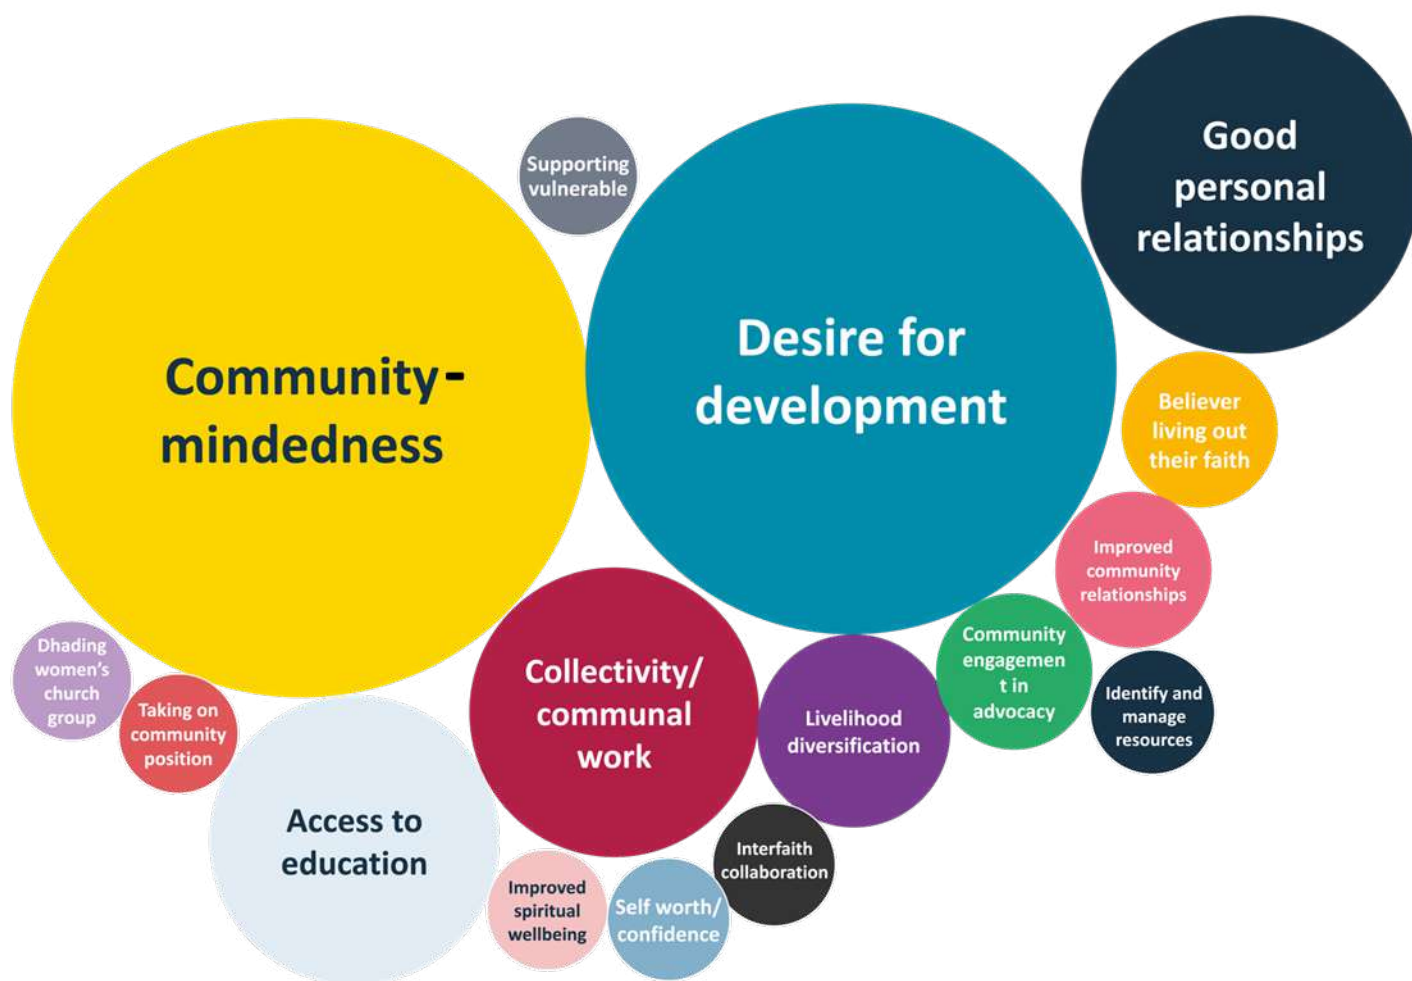 Good
personal
relationships
Supporting
vulnerable
Desire for
development
Community-
mindedness
Believer
living out
their faith
Improved
community
relationships
Dhading
women's
church
group
Taking on
community
position
Collectivity/
communal
work
Livelihood
diversification
Community
engagemen
t in
advocacy
Identify and
manage
resources
Access to
education
Improved
spiritual
wellbeing
Self worth/
confidence
Interfaith
collaboration